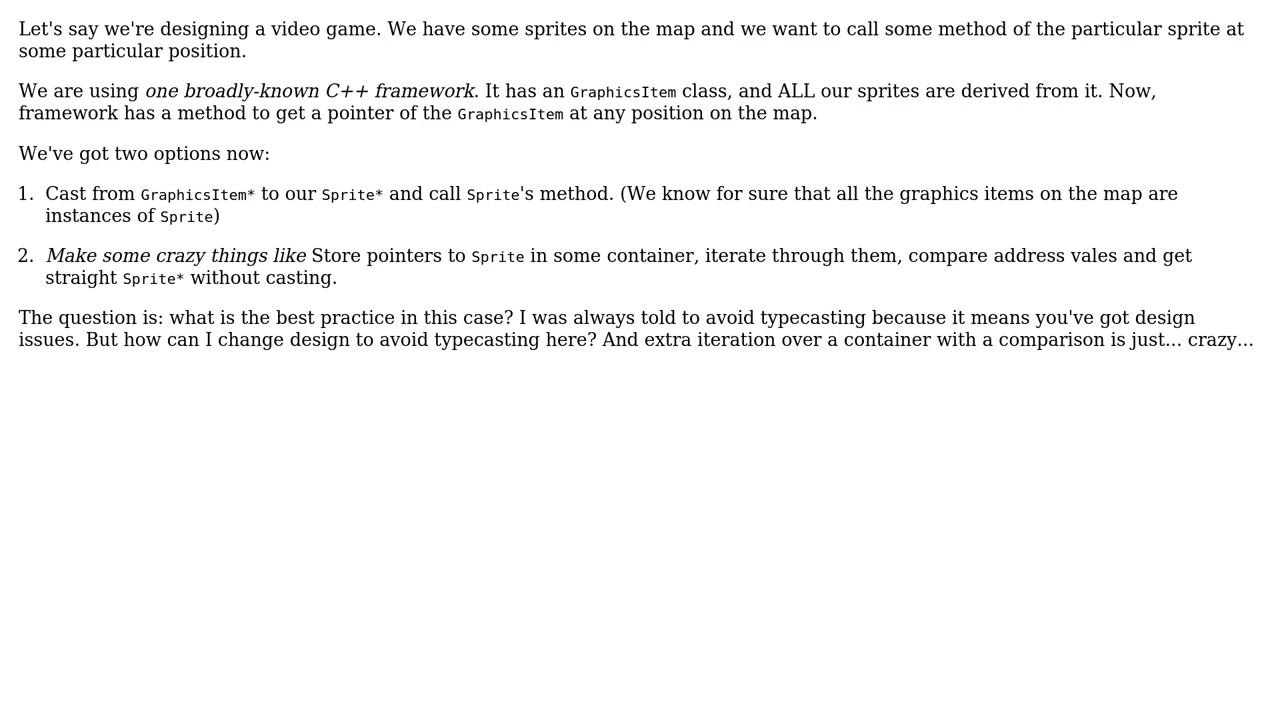 Let's say we're designing a video game. We have some sprites on the map and we want to call some method of the particular sprite at
some particular position.
We are using one broadly-known C++ framework. It has an GraphicsItem class, and ALL our sprites are derived from it. Now,
framework has a method to get a pointer of the GraphicsItem at any position on the map.
We've got two options now:
1. Cast from GraphicsItem* to our Sprite* and call Sprite's method. (We know for sure that all the graphics items on the map are
instances of Sprite)
2. Make some crazy things like Store pointers to Sprite in some container, iterate through them, compare address vales and get
straight Sprite* without casting.
The question is: what is the best practice in this case? I was always told to avoid typecasting because it means you've got design
issues. But how can I change design to avoid typecasting here? And extra iteration over a container with a comparison is just... crazy...